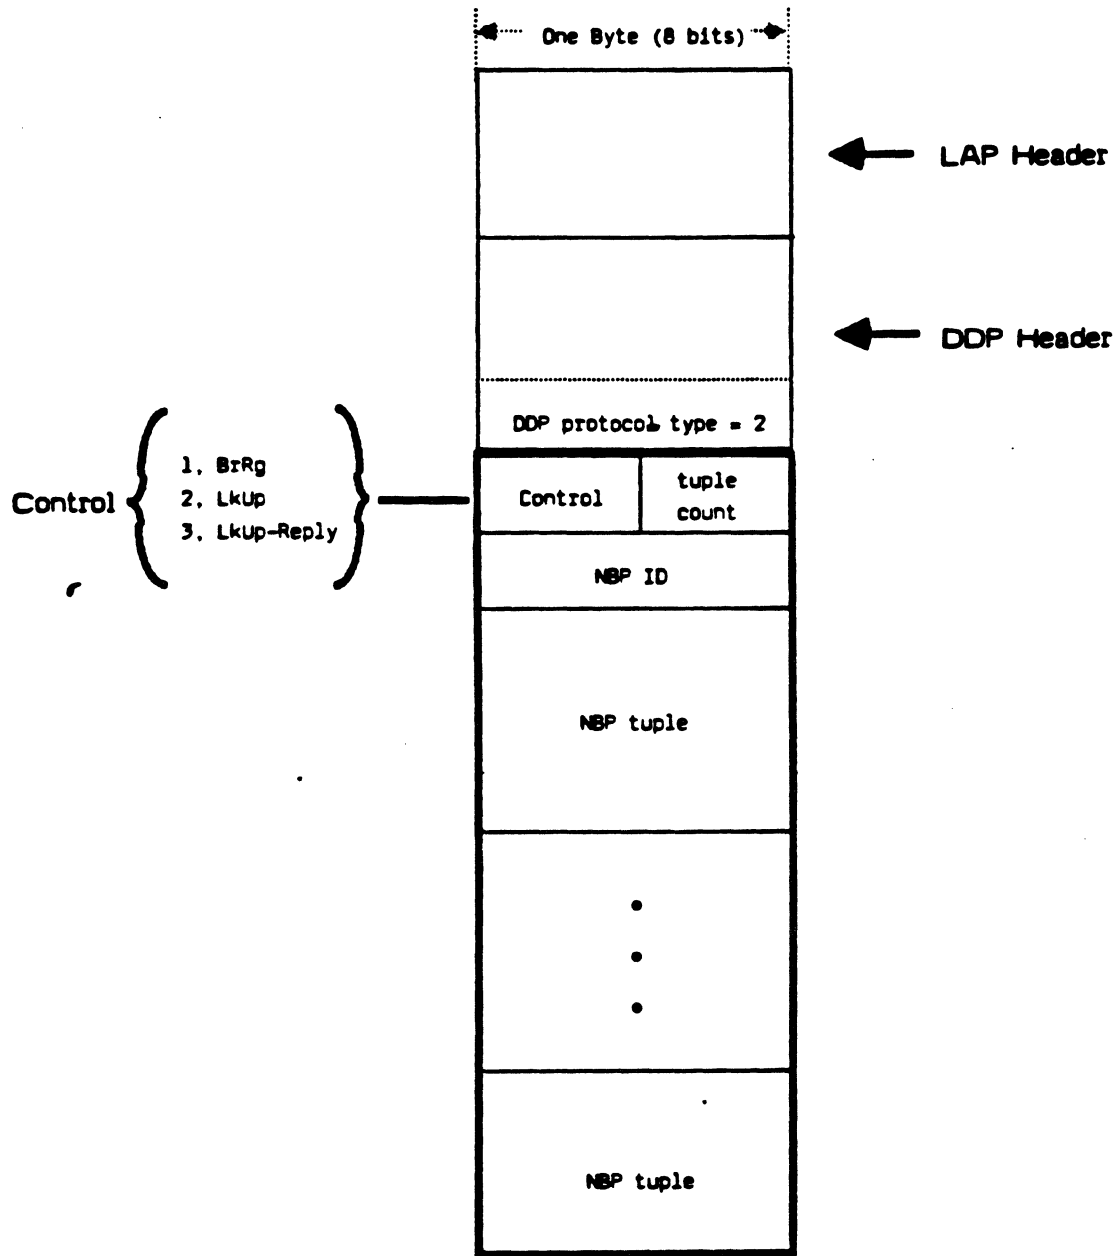 One Byte (8 bits)
LAP Header
DDP Header
DDP protocol type = 2
Control
1, BrRg
2, LkUp
3, LkUp-Reply
Control
tuple
count
NBP ID
NBP tuple
NBP tuple